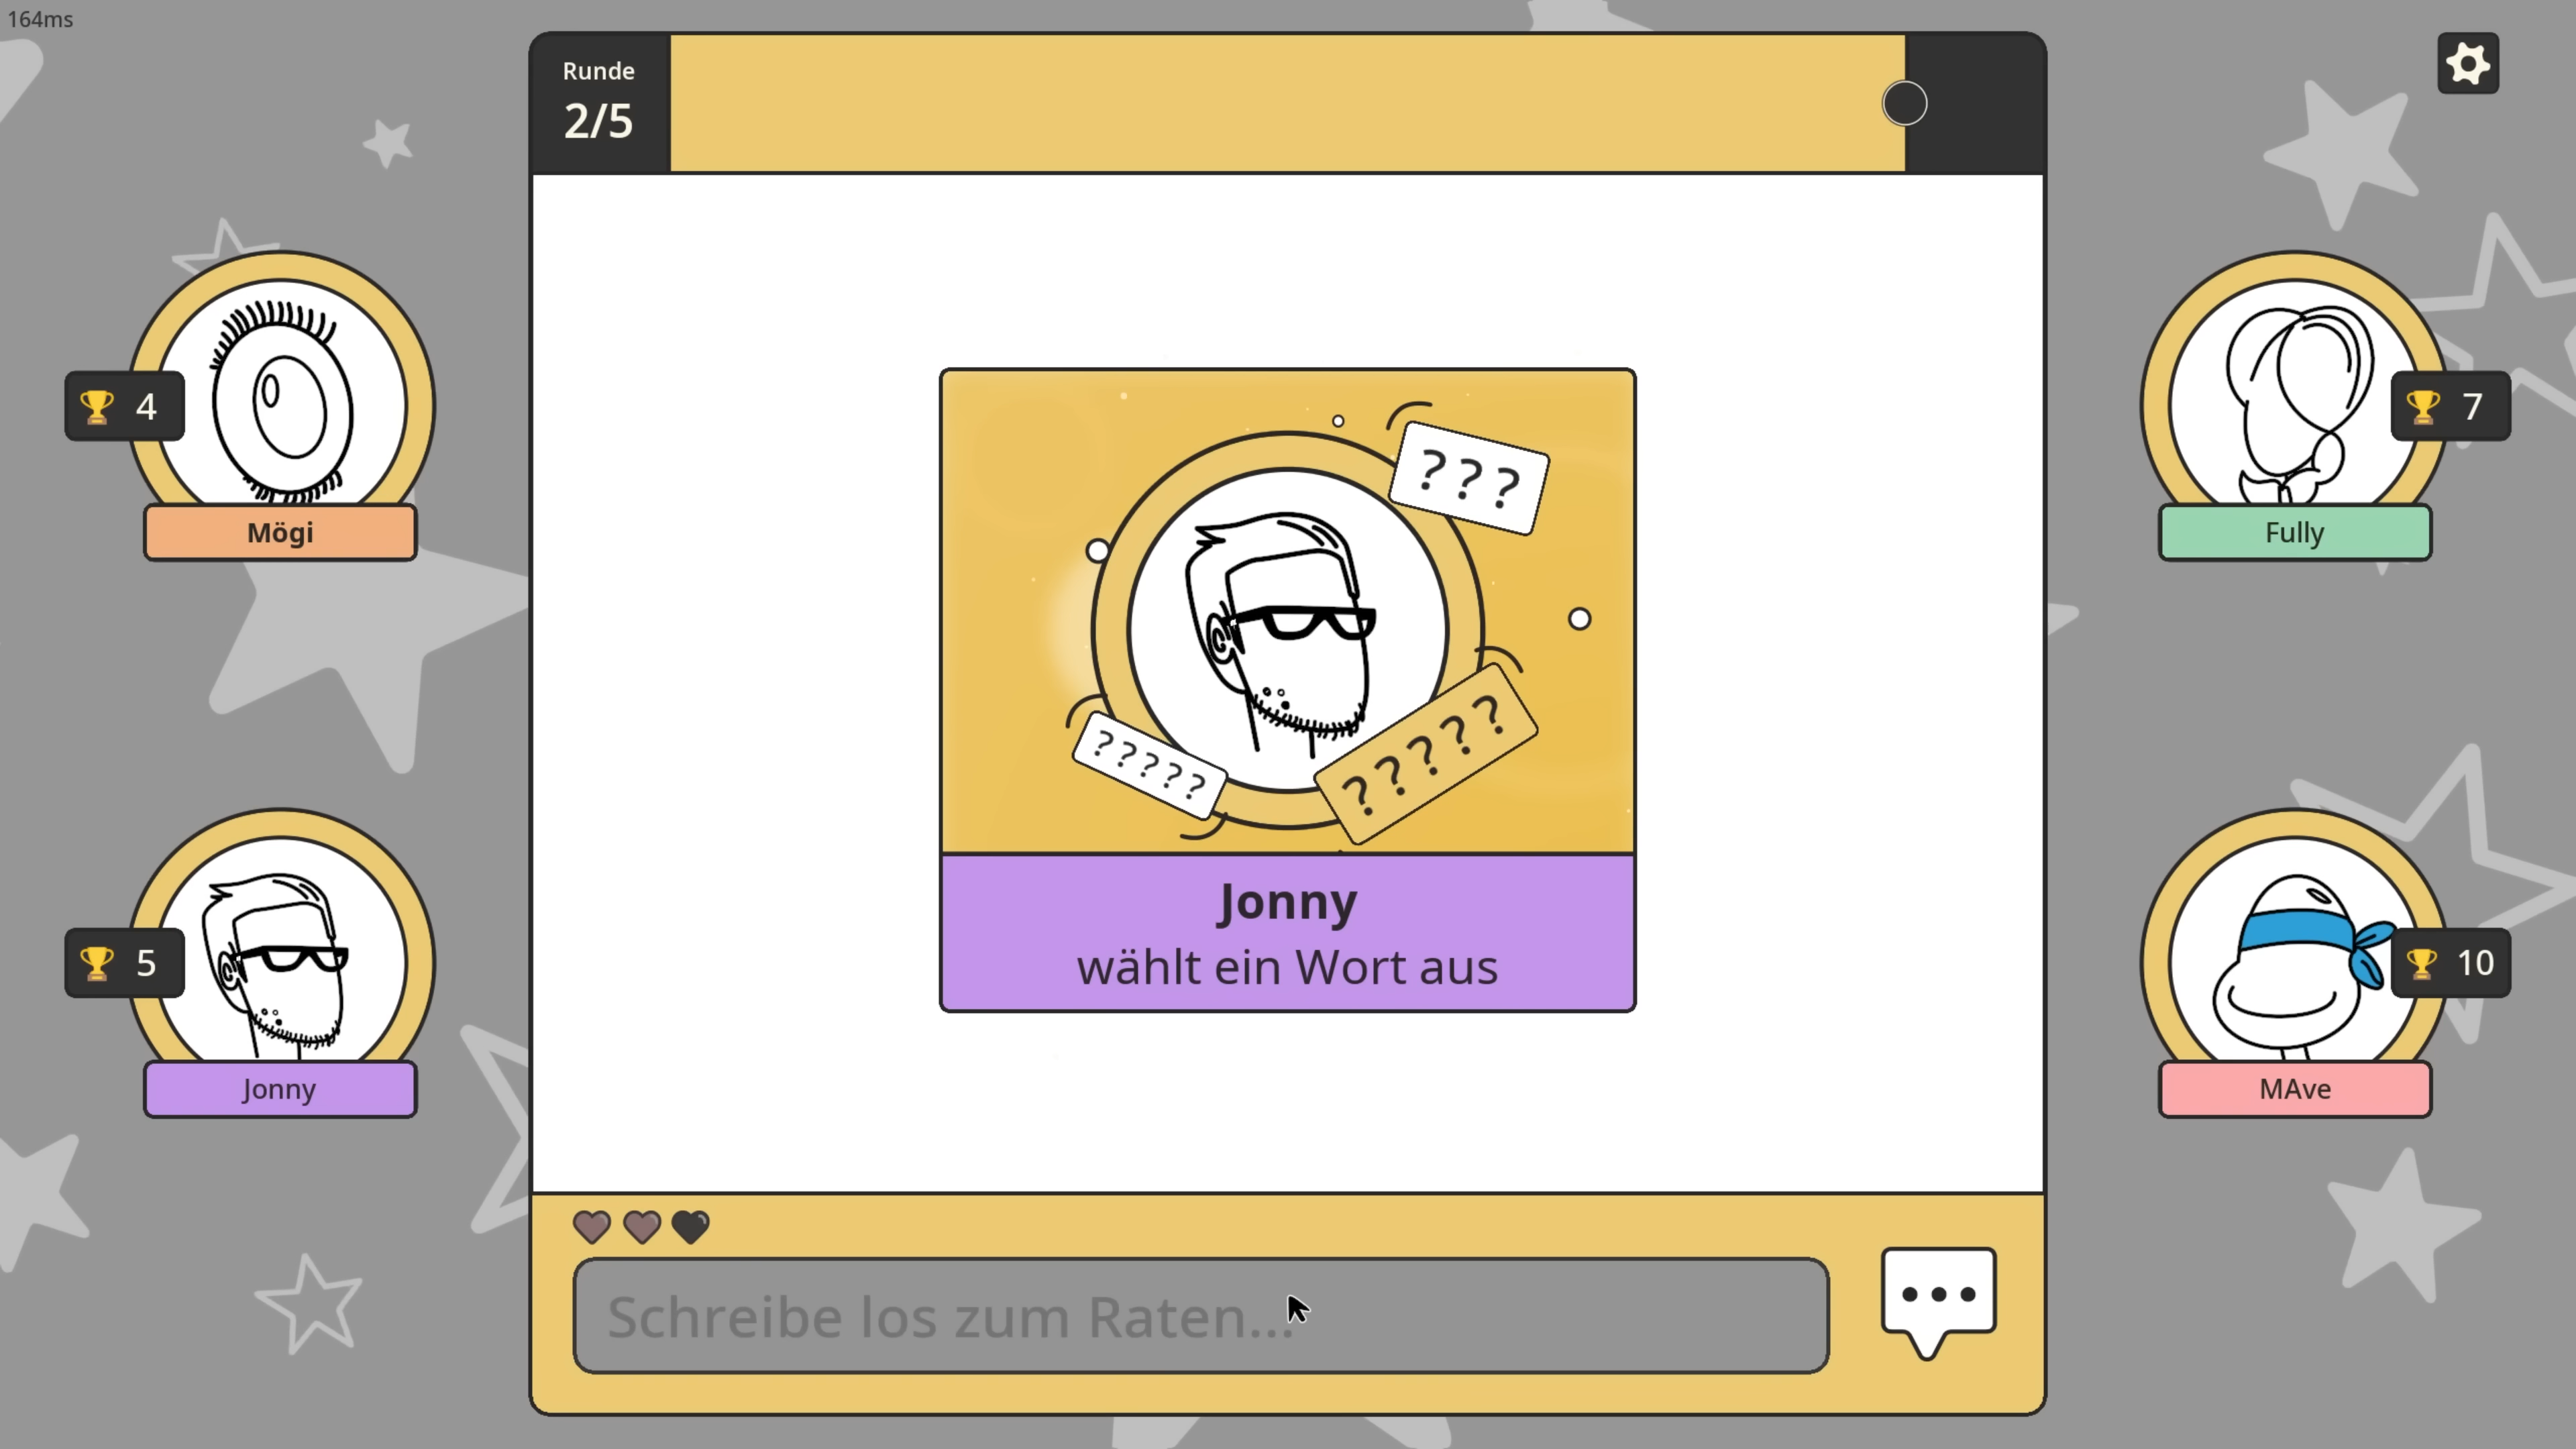 164ms
Runde
2/5
4
Mögi
7
Fully
???
?????
?????
Jonny
wählt ein Wort aus
5
Jonny
10
MAve
Schreibe los zum Raten...